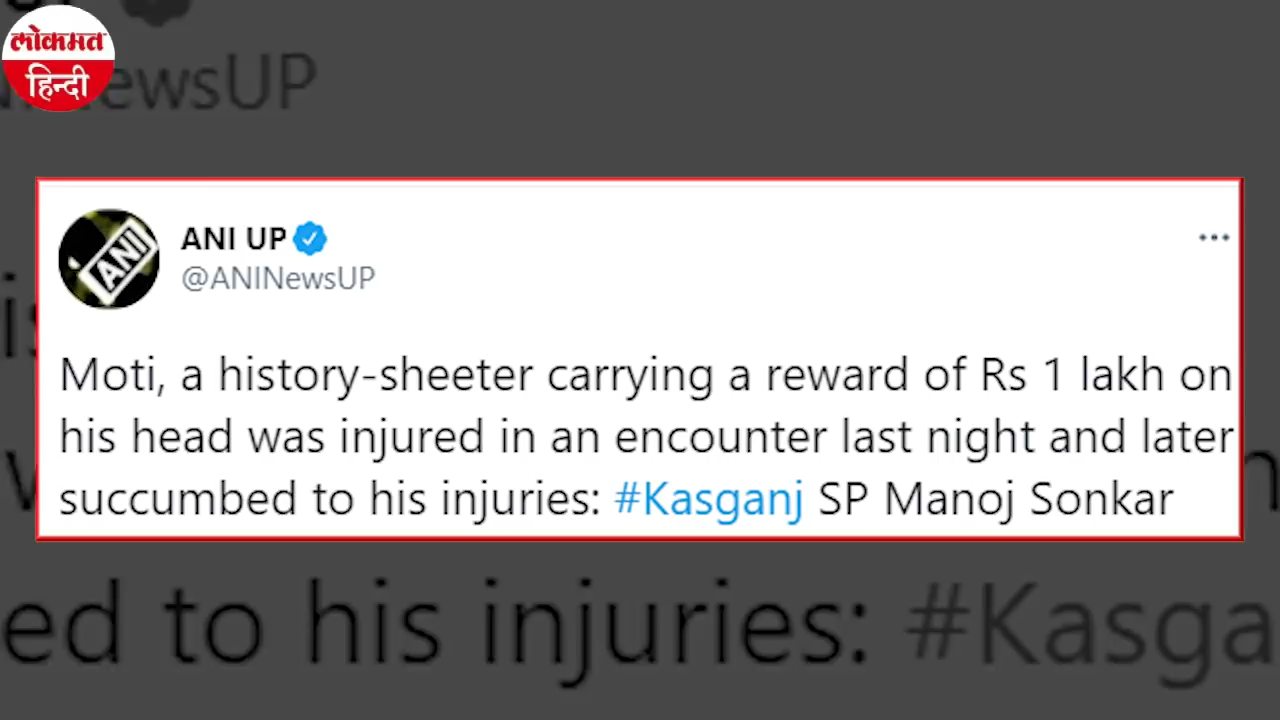 लोकमत
हिन्दी
NewsUP
ANI
ANI UP
@ANINewsUP
Moti, a history-sheeter carrying a reward of Rs 1 lakh on
his head was injured in an encounter last night and later
succumbed to his injuries: #Kasganj SP Manoj Sonkar
ed to his injuries: #Kasga